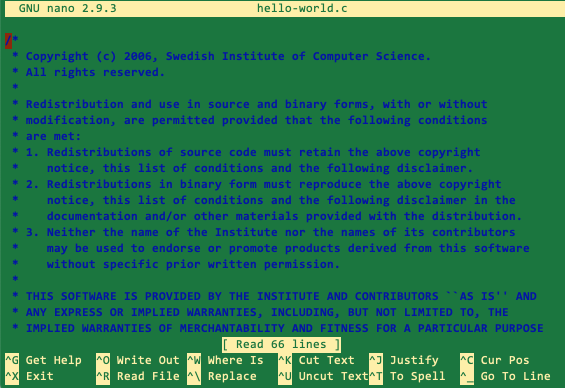 GNU nano 2.9.3 hello-world.c
/*
* Copyright (c) 2006, Swedish Institute of Computer Science.
* All rights reserved.
*
* Redistribution and use in source and binary forms, with or without
* modification, are permitted provided that the following conditions
* are met:
* 1. Redistributions of source code must retain the above copyright
*    notice, this list of conditions and the following disclaimer.
* 2. Redistributions in binary form must reproduce the above copyright
*    notice, this list of conditions and the following disclaimer in the
*    documentation and/or other materials provided with the distribution.
* 3. Neither the name of the Institute nor the names of its contributors
*    may be used to endorse or promote products derived from this software
*    without specific prior written permission.
*
* THIS SOFTWARE IS PROVIDED BY THE INSTITUTE AND CONTRIBUTORS ``AS IS'' AND
* ANY EXPRESS OR IMPLIED WARRANTIES, INCLUDING, BUT NOT LIMITED TO, THE
* IMPLIED WARRANTIES OF MERCHANTABILITY AND FITNESS FOR A PARTICULAR PURPOSE
[ Read 66 lines ]
^G Get Help ^O Write Out ^W Where Is ^K Cut Text ^J Justify ^C Cur Pos
^X Exit ^R Read File ^\ Replace ^U Uncut Text ^T To Spell ^_ Go To Line